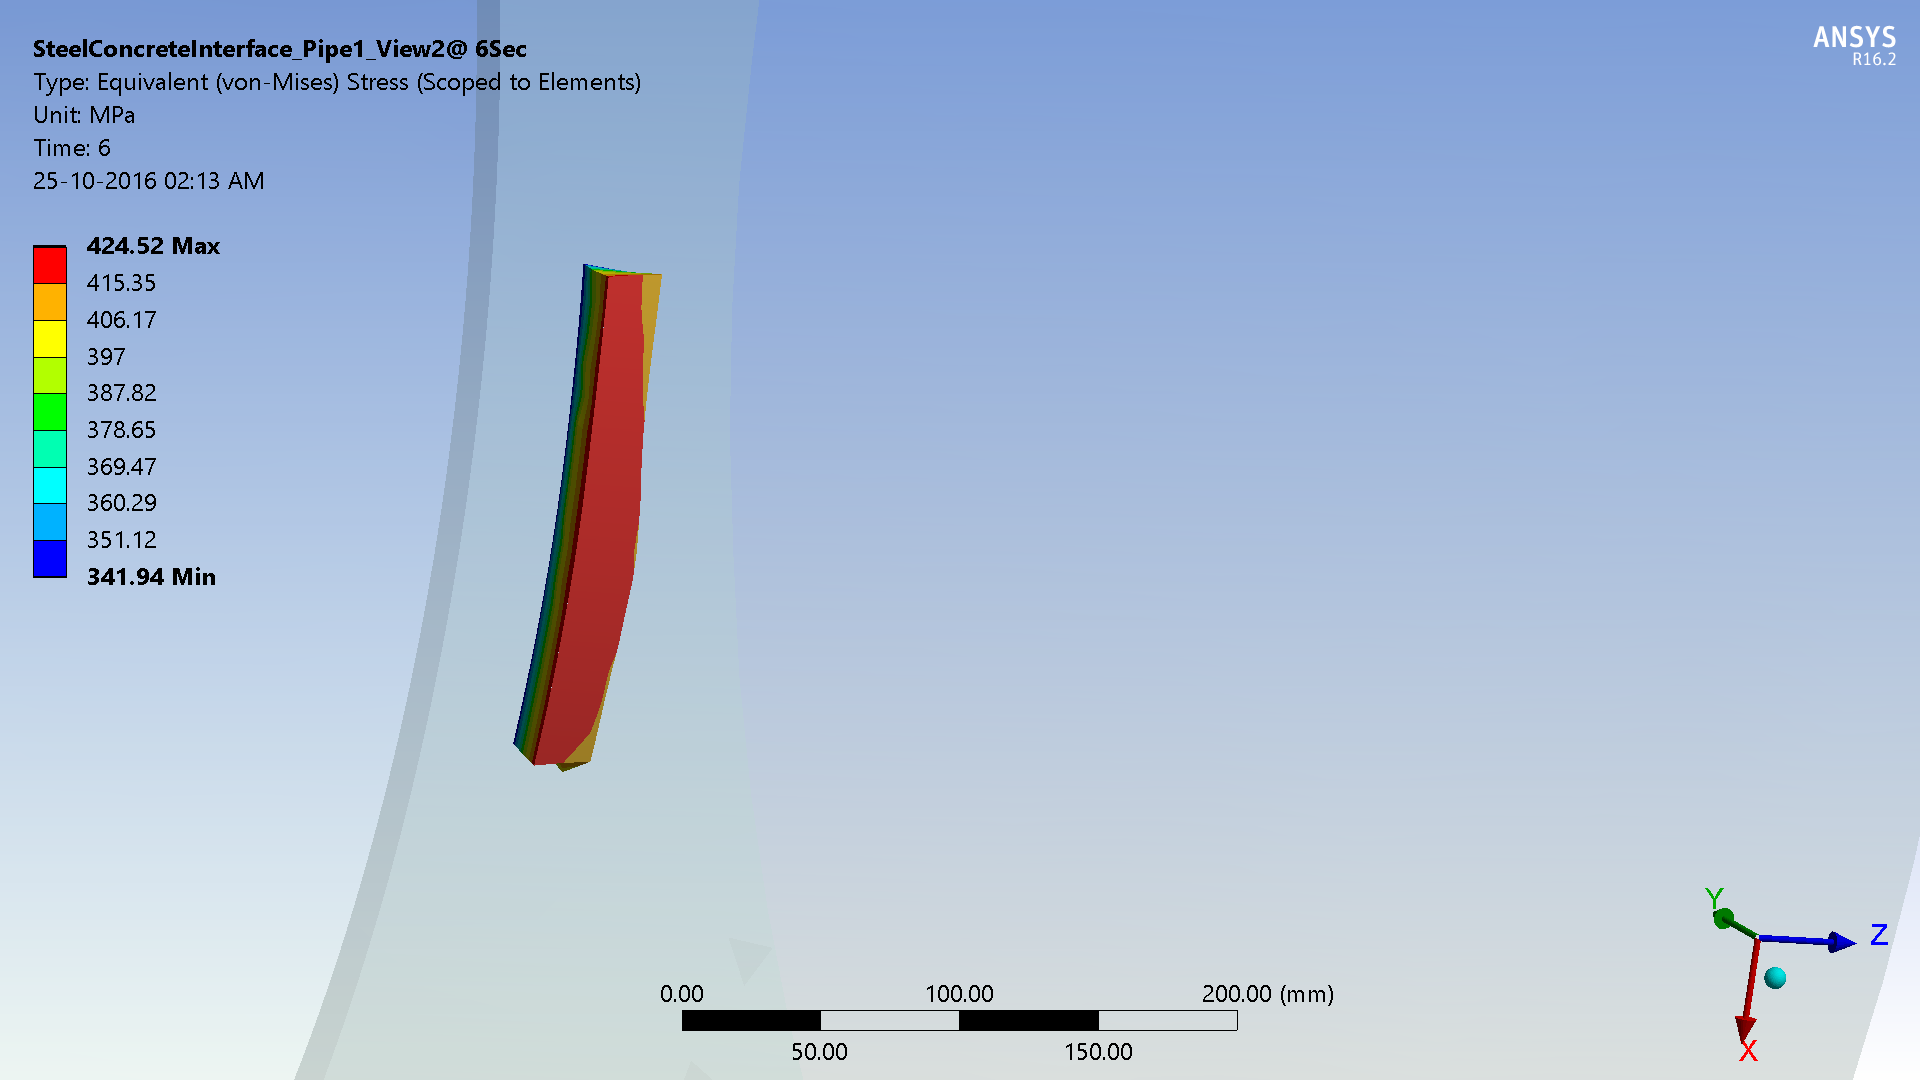 SteelConcreteInterface_Pipe1_View2@ 6Sec
Type: Equivalent (von-Mises) Stress (Scoped to Elements)
Unit: MPa
Time: 6
25-10-2016 02:13 AM
ANSYS
R16.2
424.52 Max
415.35
406.17
397
387.82
378.65
369.47
360.29
351.12
341.94 Min
0.00 100.00 200.00 (mm)
50.00 150.00
Y
Z
X